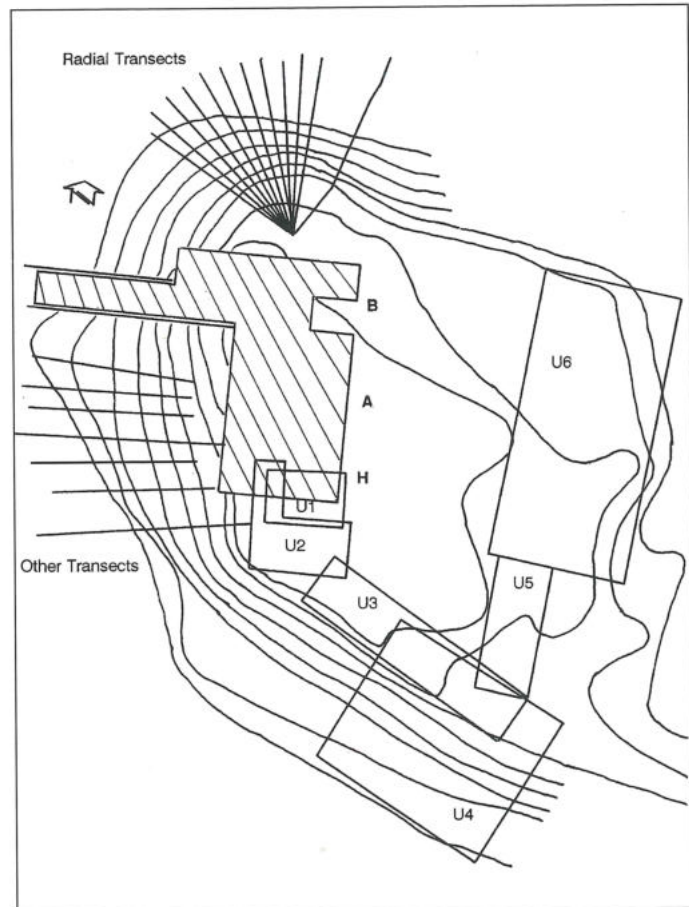 Radial Transects
B
U6
A
H
U1
U2
Other Transects
U5
U3
U4